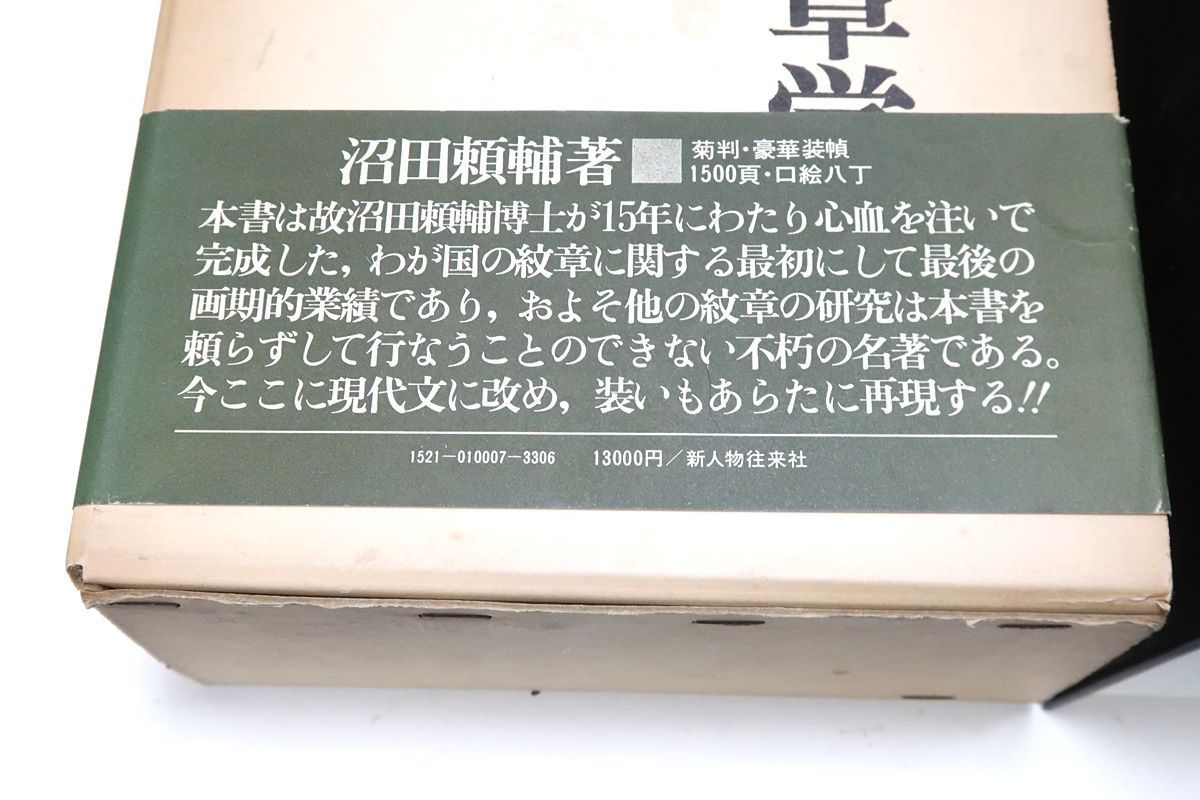 章学
沼田頼輔著
菊判・豪華装幀
1500頁・口絵八丁
本書は故沼田頼輔博士が15年にわたり心血を注いで
完成した，わが国の紋章に関する最初にして最後の
画期的業績であり，およそ他の紋章の研究は本書を
頼らずして行なうことのできない不朽の名著である。
今ここに現代文に改め，装いもあらたに再現する!!
1521-010007-3306　13000円／新人物往来社